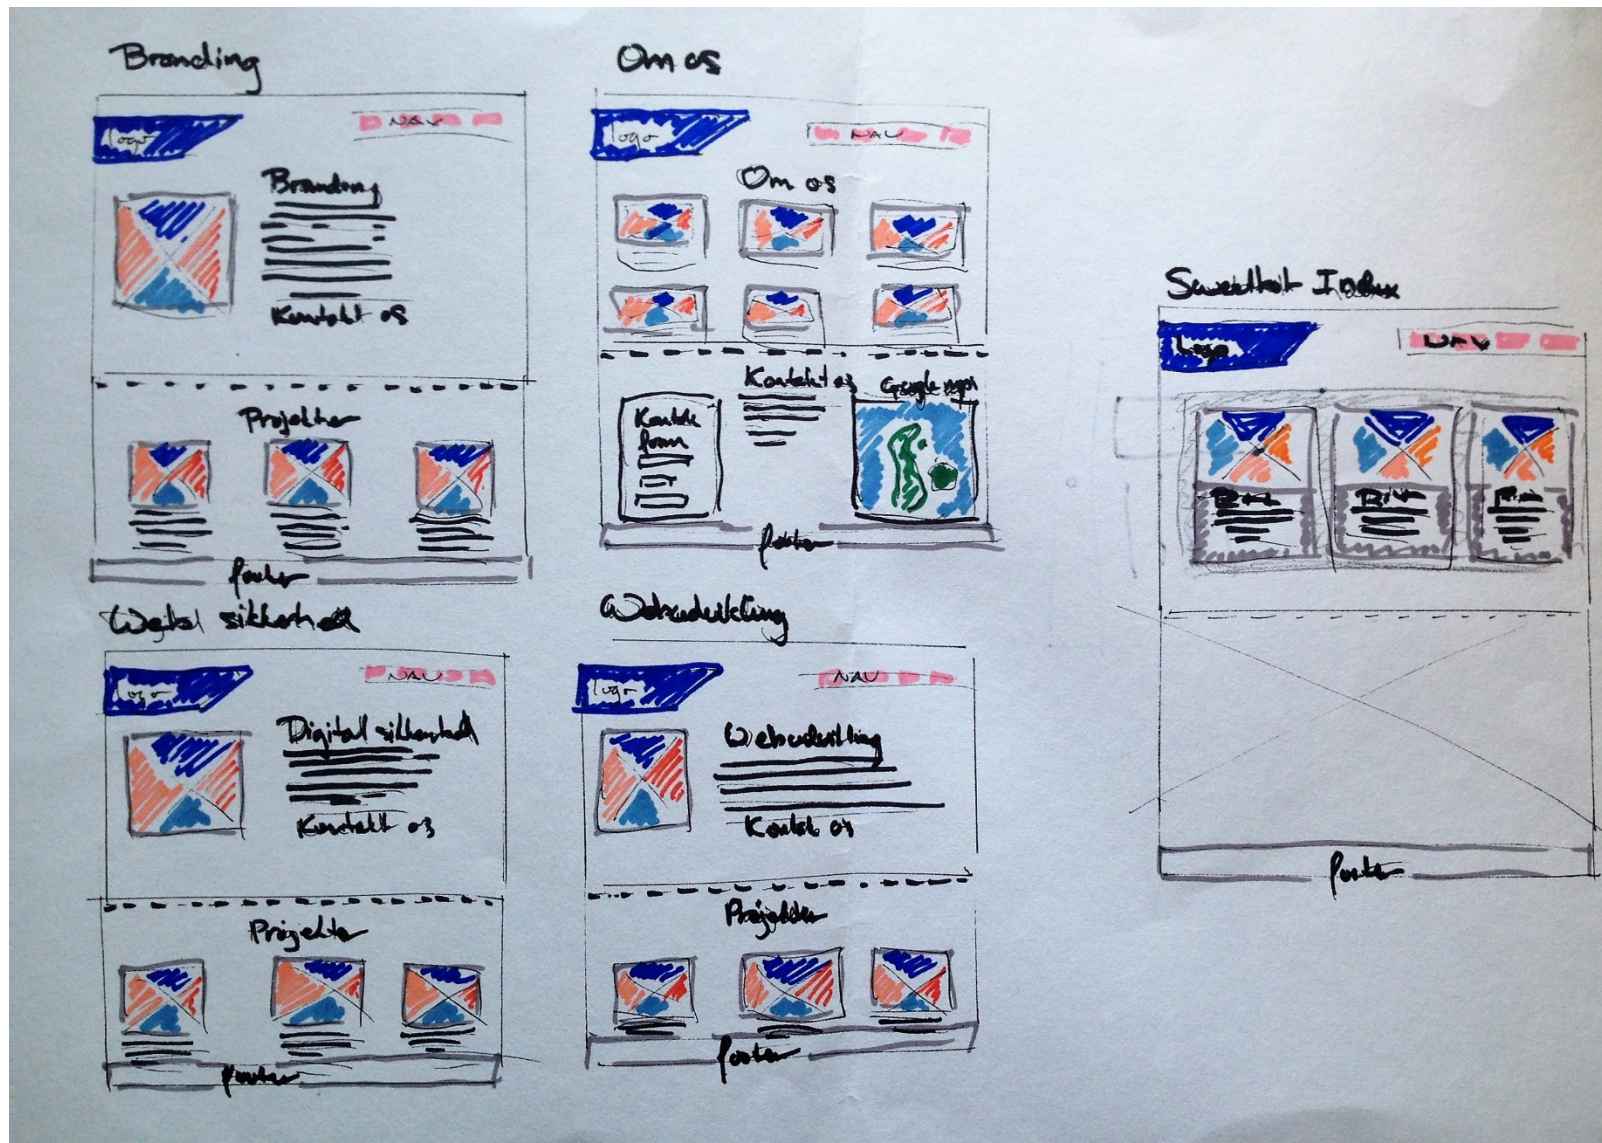 Branding
logo
NAV
Branding
Kontakt os
Projekter
footer
Om os
logo
NAV
Om os
Kontakt os
Google maps
Kontakt
form
footer
Digital sikkerhed
logo
NAV
Digital sikkerhed
Kontakt os
Projekter
footer
Webudvikling
logo
NAV
Webudvikling
Kontakt os
Projekter
footer
Index
Logo
NAV
footer